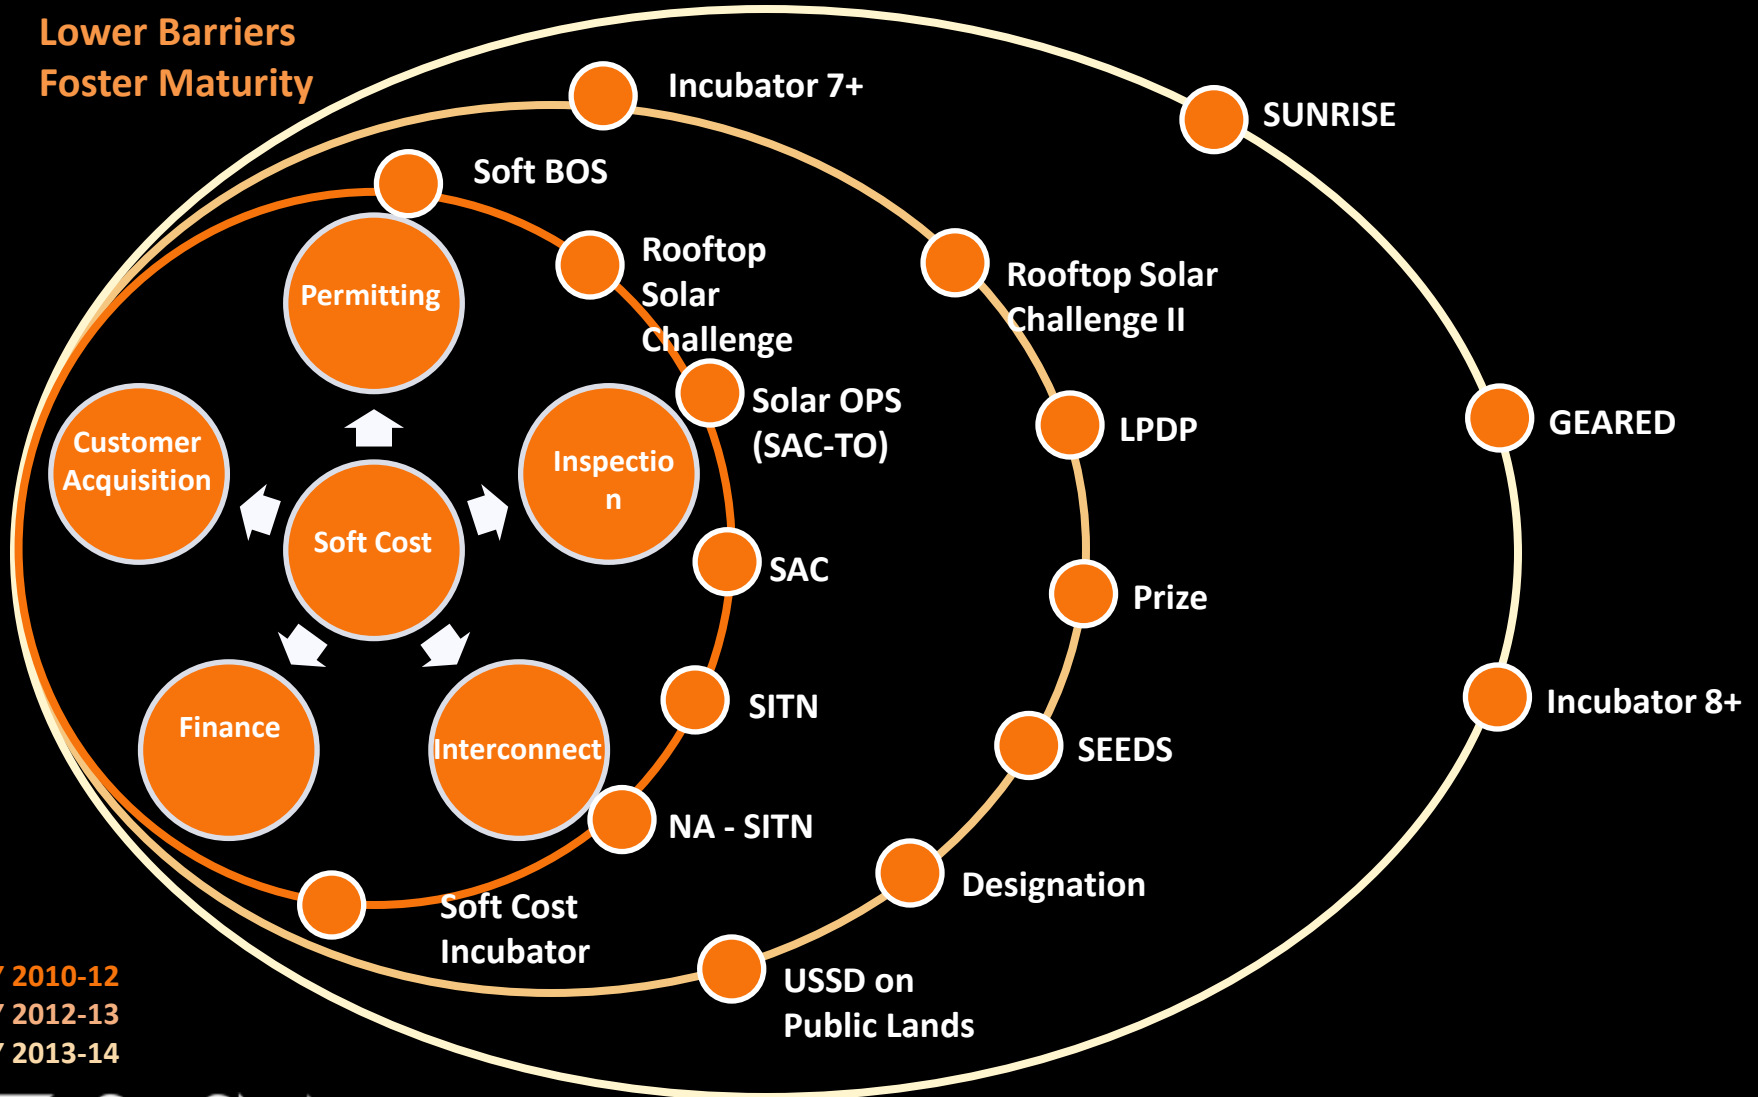 Lower Barriers
Foster Maturity
Incubator 7+
SUNRISE
Soft BOS
Rooftop
Solar
Challenge
Rooftop Solar
Challenge II
Permitting
Solar OPS
(SAC-TO)
LPDP
GEARED
Customer
Acquisition
Inspectio
n
Soft Cost
SAC
Prize
SITN
Incubator 8+
Finance
Interconnect
SEEDS
NA - SITN
Designation
Soft Cost
Incubator
USSD on
Public Lands
Y 2010-12
Y 2012-13
Y 2013-14